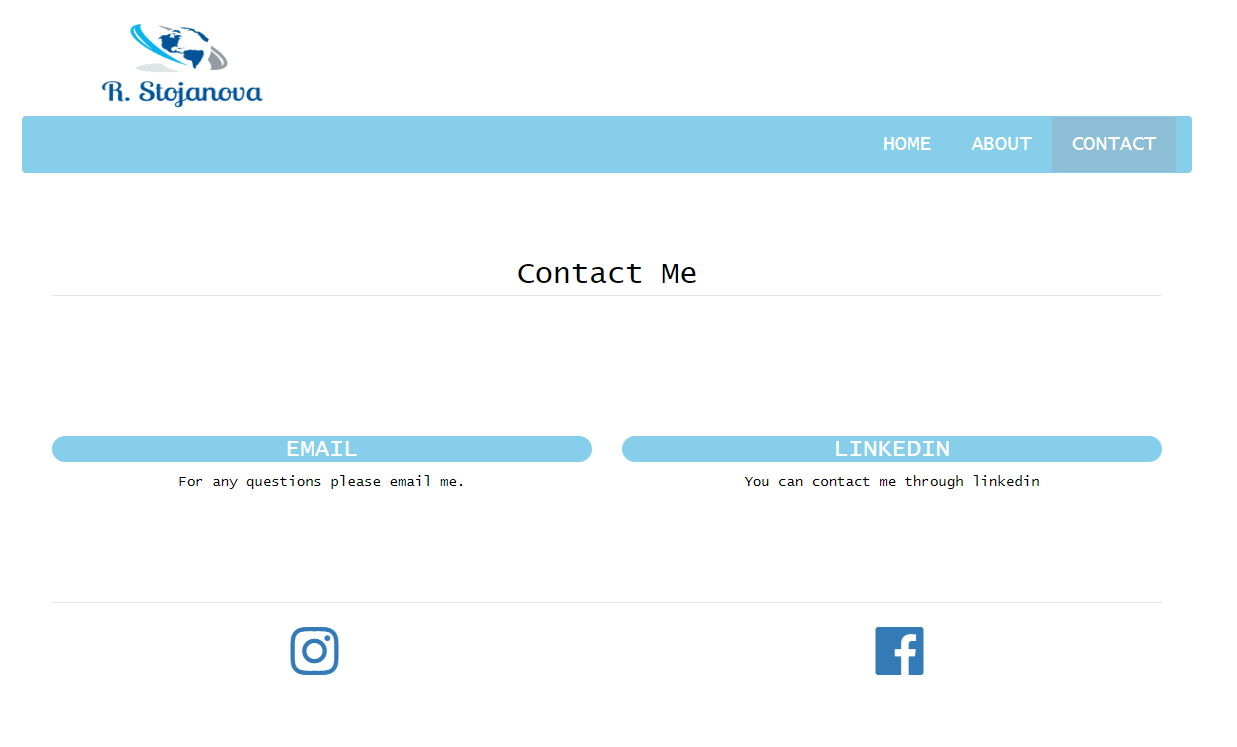 R. Stojanova
HOME ABOUT CONTACT
Contact Me
EMAIL LINKEDIN
For any questions please email me. You can contact me through linkedin